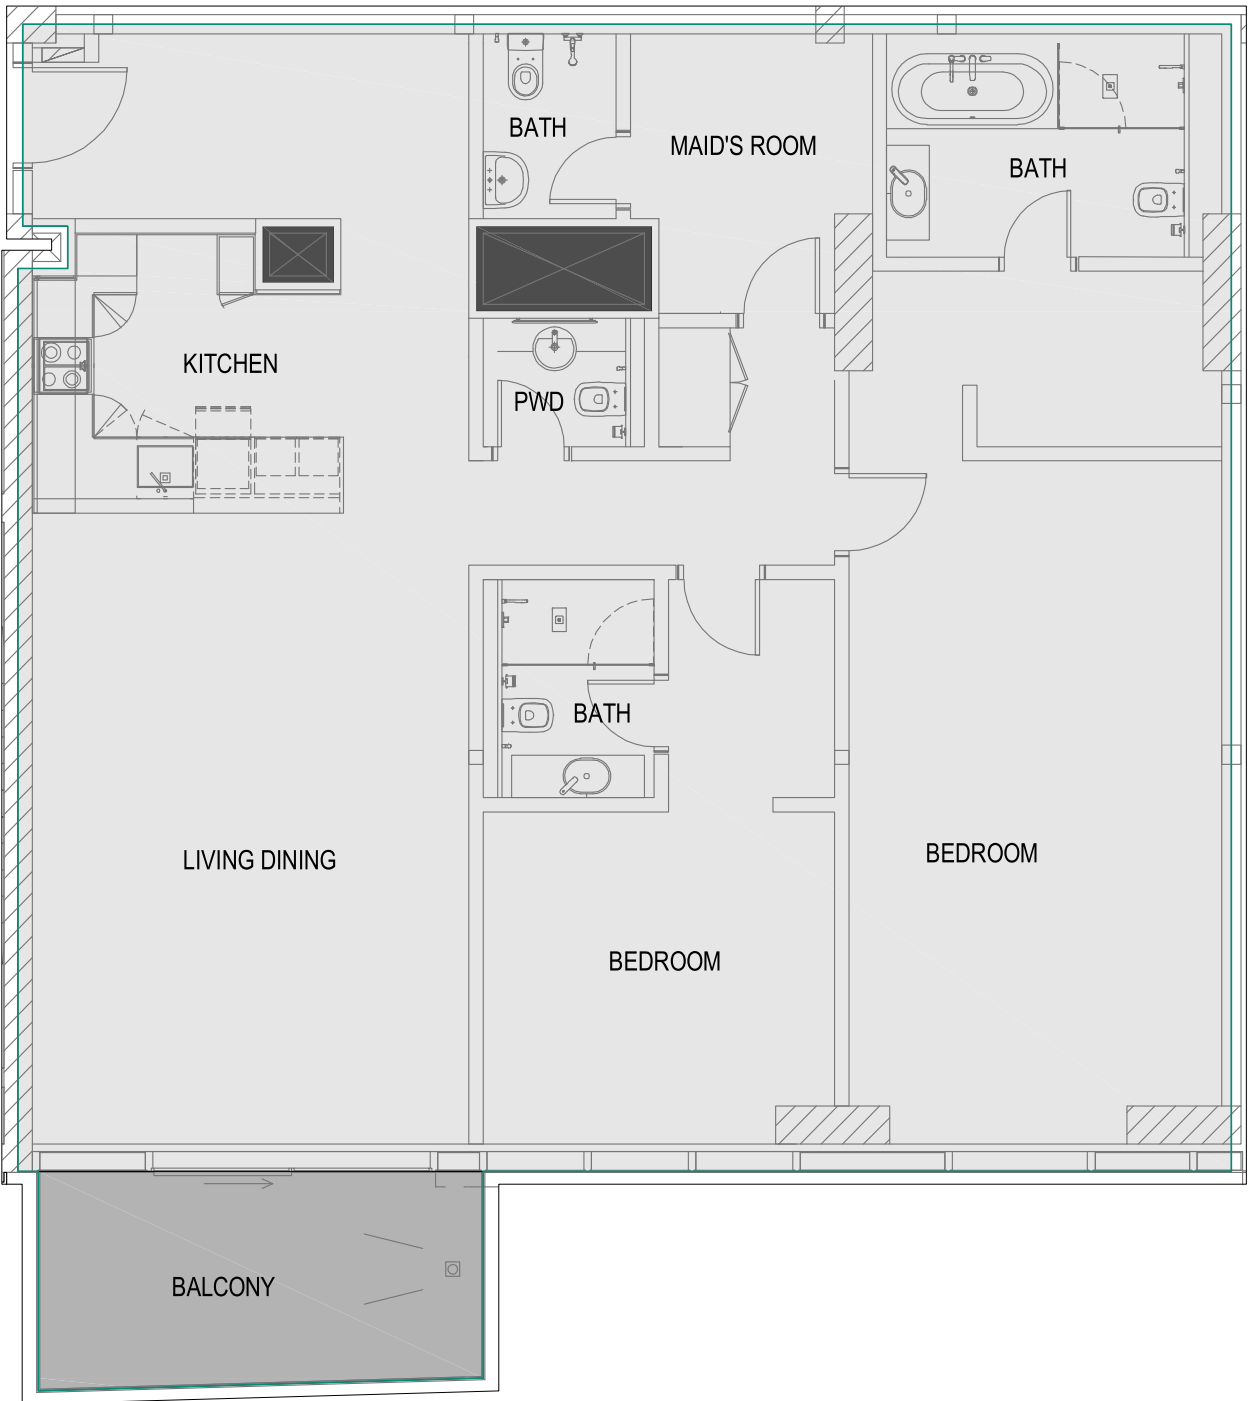 BATH
MAID'S ROOM
BATH
KITCHEN
PWD
BATH
LIVING DINING
BEDROOM
BEDROOM
BALCONY